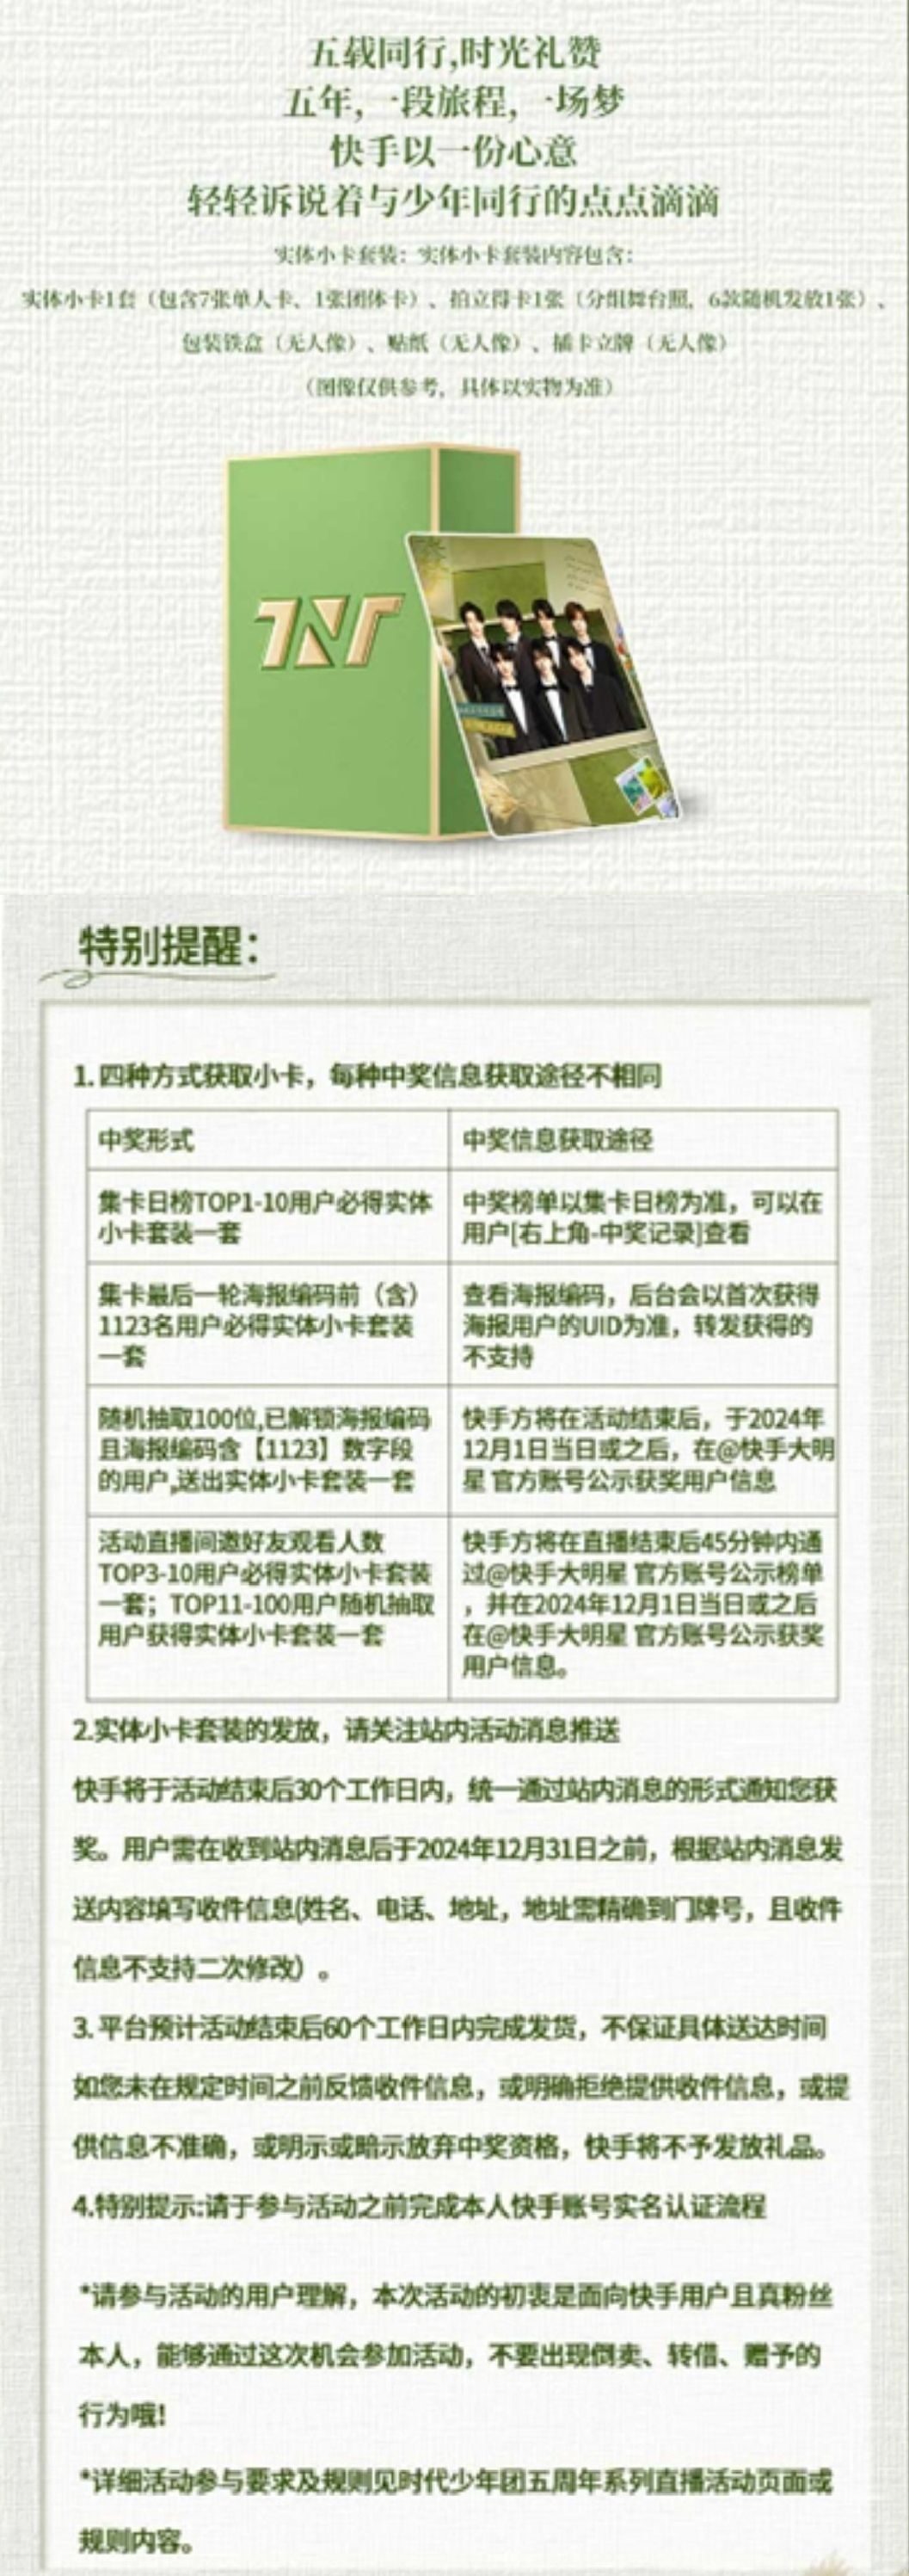 五载同行,时光礼赞
五年,一段旅程,一场梦
快手以一份心意
轻轻诉说着与少年同行的点点滴滴
实体小卡套装：实体小卡套装内容包含：
实体小卡1套（包含7张单人卡、1张团体卡）、拍立得卡1张（分组舞台照，6款随机发放1张）、
包装铁盒（无人像）、贴纸（无人像）、插卡立牌（无人像）
（图像仅供参考，具体以实物为准）
TNT
特别提醒：
1.四种方式获取小卡，每种中奖信息获取途径不相同
中奖形式
中奖信息获取途径
集卡日榜TOP1-10用户必得实体
小卡套装一套
中奖榜单以集卡日榜为准，可以在
用户[右上角-中奖记录]查看
集卡最后一轮海报编码前（含）
1123名用户必得实体小卡套装
一套
查看海报编码，后台会以首次获得
海报用户的UID为准，转发获得的
不支持
随机抽取100位,已解锁海报编码
且海报编码含【1123】数字段
的用户,送出实体小卡套装一套
快手方将在活动结束后，于2024年
12月1日当日或之后，在@快手大明
星 官方账号公示获奖用户信息
活动直播间邀好友观看人数
TOP3-10用户必得实体小卡套装
一套；TOP11-100用户随机抽取
用户获得实体小卡套装一套
快手方将在直播结束后45分钟内通
过@快手大明星 官方账号公示榜单
，并在2024年12月1日当日或之后
在@快手大明星 官方账号公示获奖
用户信息。
2.实体小卡套装的发放，请关注站内活动消息推送
快手将于活动结束后30个工作日内，统一通过站内消息的形式通知您获
奖。用户需在收到站内消息后于2024年12月31日之前，根据站内消息发
送内容填写收件信息(姓名、电话、地址，地址需精确到门牌号，且收件
信息不支持二次修改）。
3.平台预计活动结束后60个工作日内完成发货，不保证具体送达时间
如您未在规定时间之前反馈收件信息，或明确拒绝提供收件信息，或提
供信息不准确，或明示或暗示放弃中奖资格，快手将不予发放礼品。
4.特别提示:请于参与活动之前完成本人快手账号实名认证流程
*请参与活动的用户理解，本次活动的初衷是面向快手用户且真粉丝
本人，能够通过这次机会参加活动，不要出现倒卖、转借、赠予的
行为哦!
*详细活动参与要求及规则见时代少年团五周年系列直播活动页面或
规则内容。